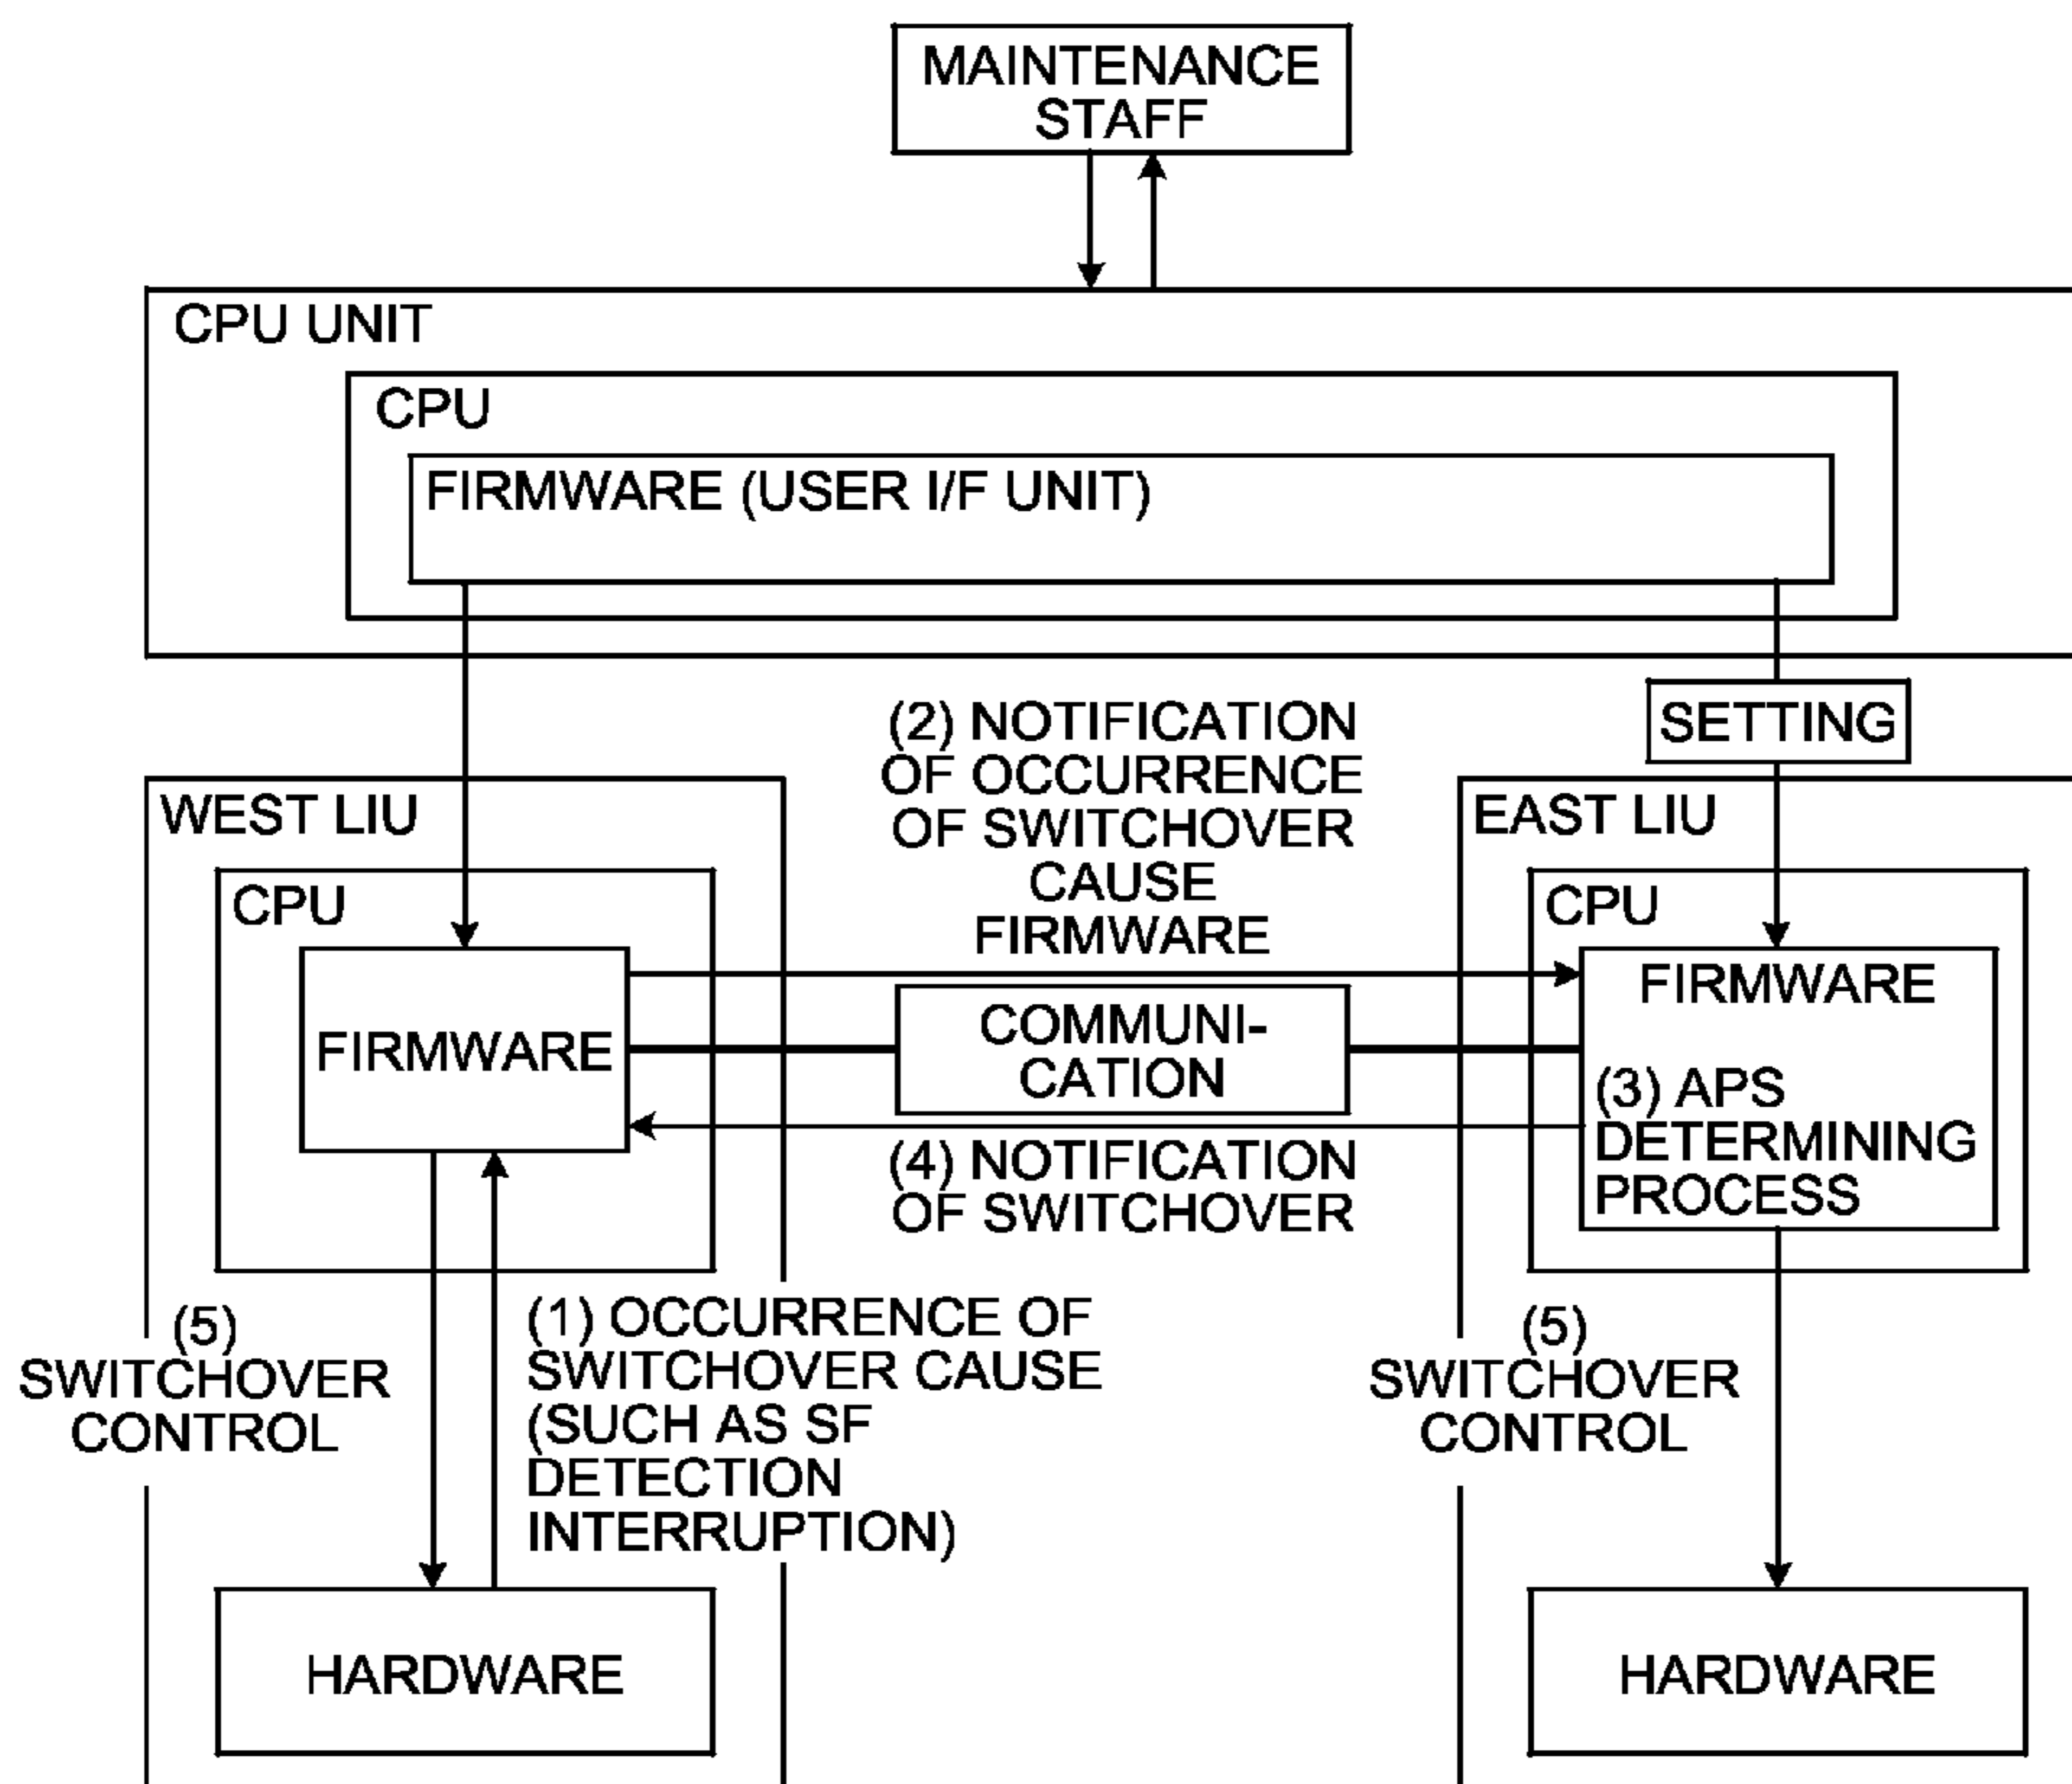 MAINTENANCE
STAFF
CPU UNIT
CPU
FIRMWARE (USER I/F UNIT)
SETTING
(2) NOTIFICATION
OF OCCURRENCE
OF SWITCHOVER
CAUSE
FIRMWARE
WEST LIU
CPU
FIRMWARE
COMMUNI-
CATION
EAST LIU
CPU
FIRMWARE
(3) APS
DETERMINING
PROCESS
(4) NOTIFICATION
OF SWITCHOVER
(5)
SWITCHOVER
CONTROL
(1) OCCURRENCE OF
SWITCHOVER CAUSE
(SUCH AS SF
DETECTION
INTERRUPTION)
(5)
SWITCHOVER
CONTROL
HARDWARE
HARDWARE